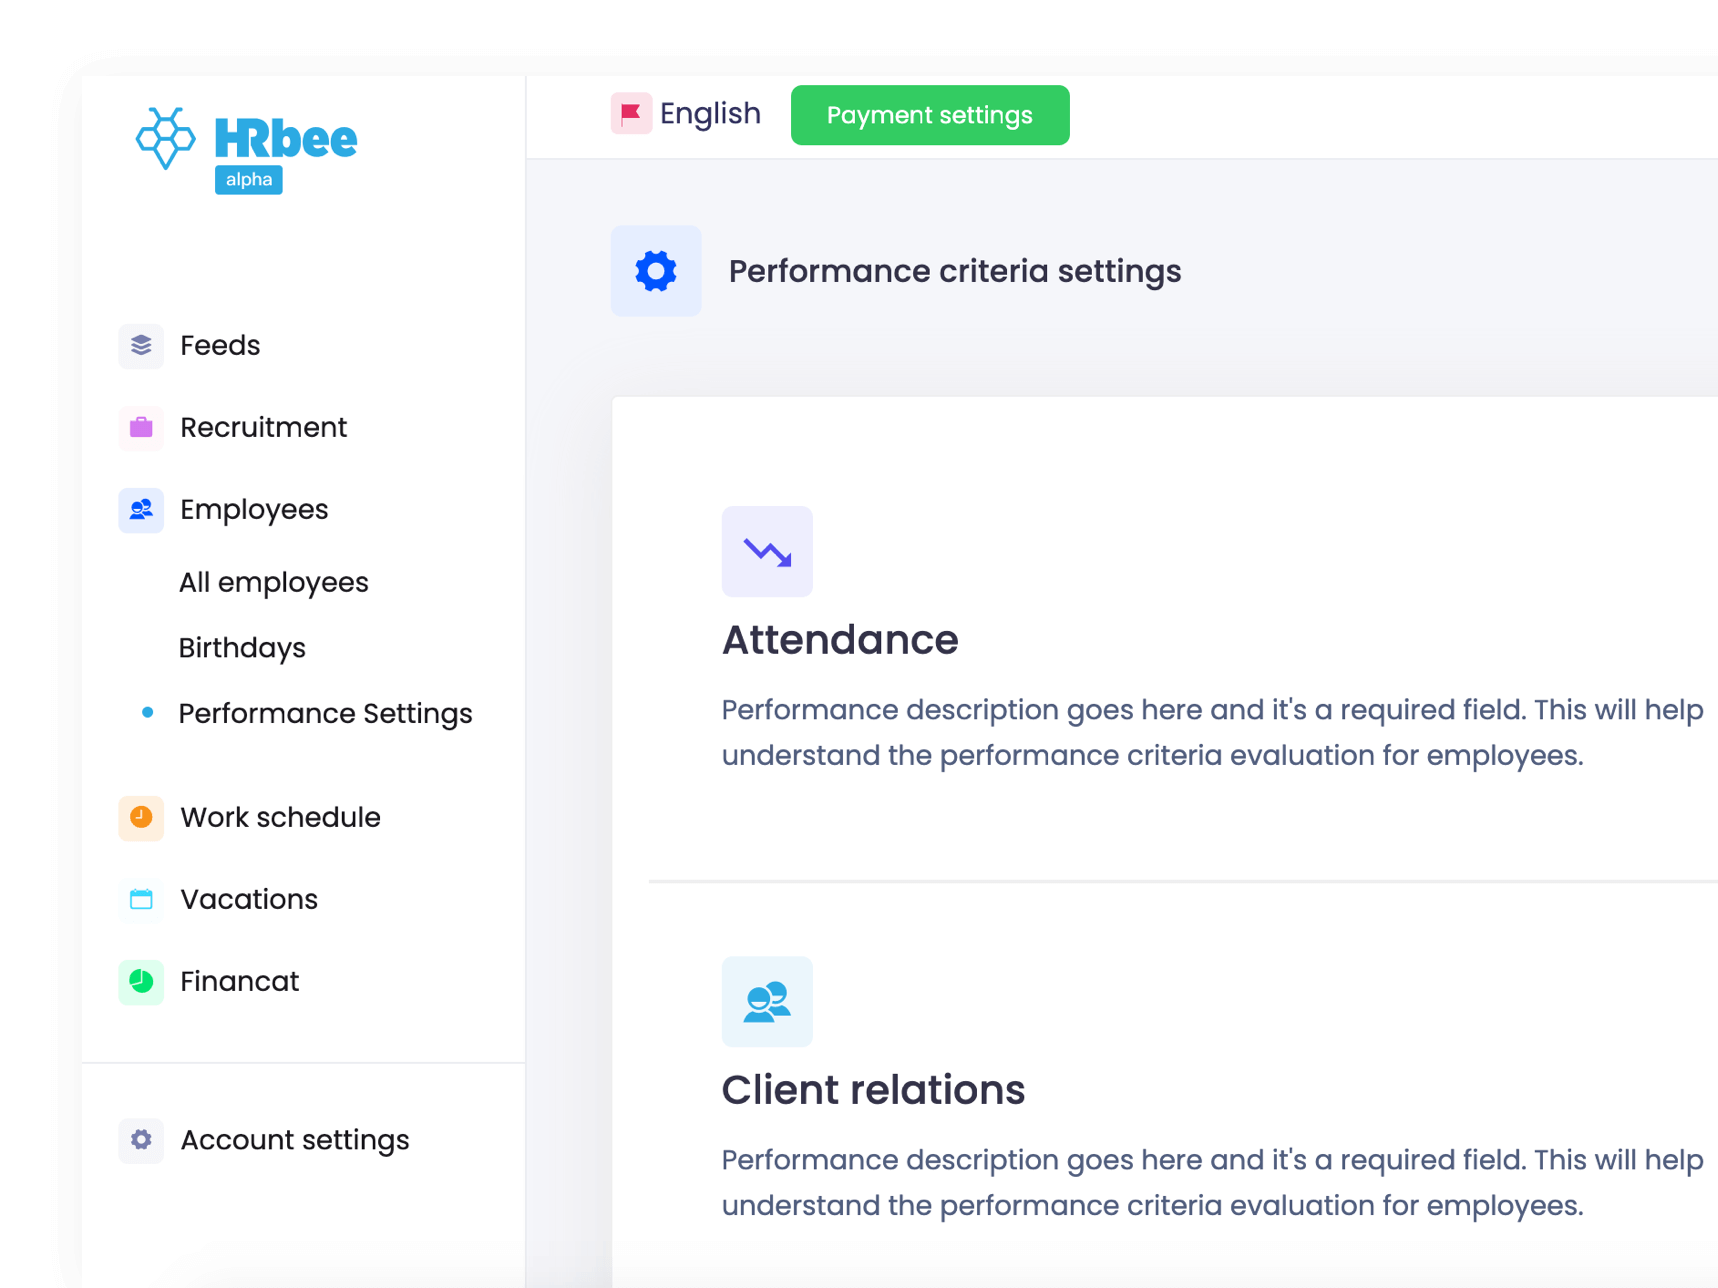 HRbee
alpha
Feeds
Recruitment
Employees
All employees
Birthdays
Performance Settings
Work schedule
Vacations
Financat
Account settings
English
Payment settings
Performance criteria settings
Attendance
Performance description goes here and it's a required field. This will help
understand the performance criteria evaluation for employees.
Client relations
Performance description goes here and it's a required field. This will help
understand the performance criteria evaluation for employees.